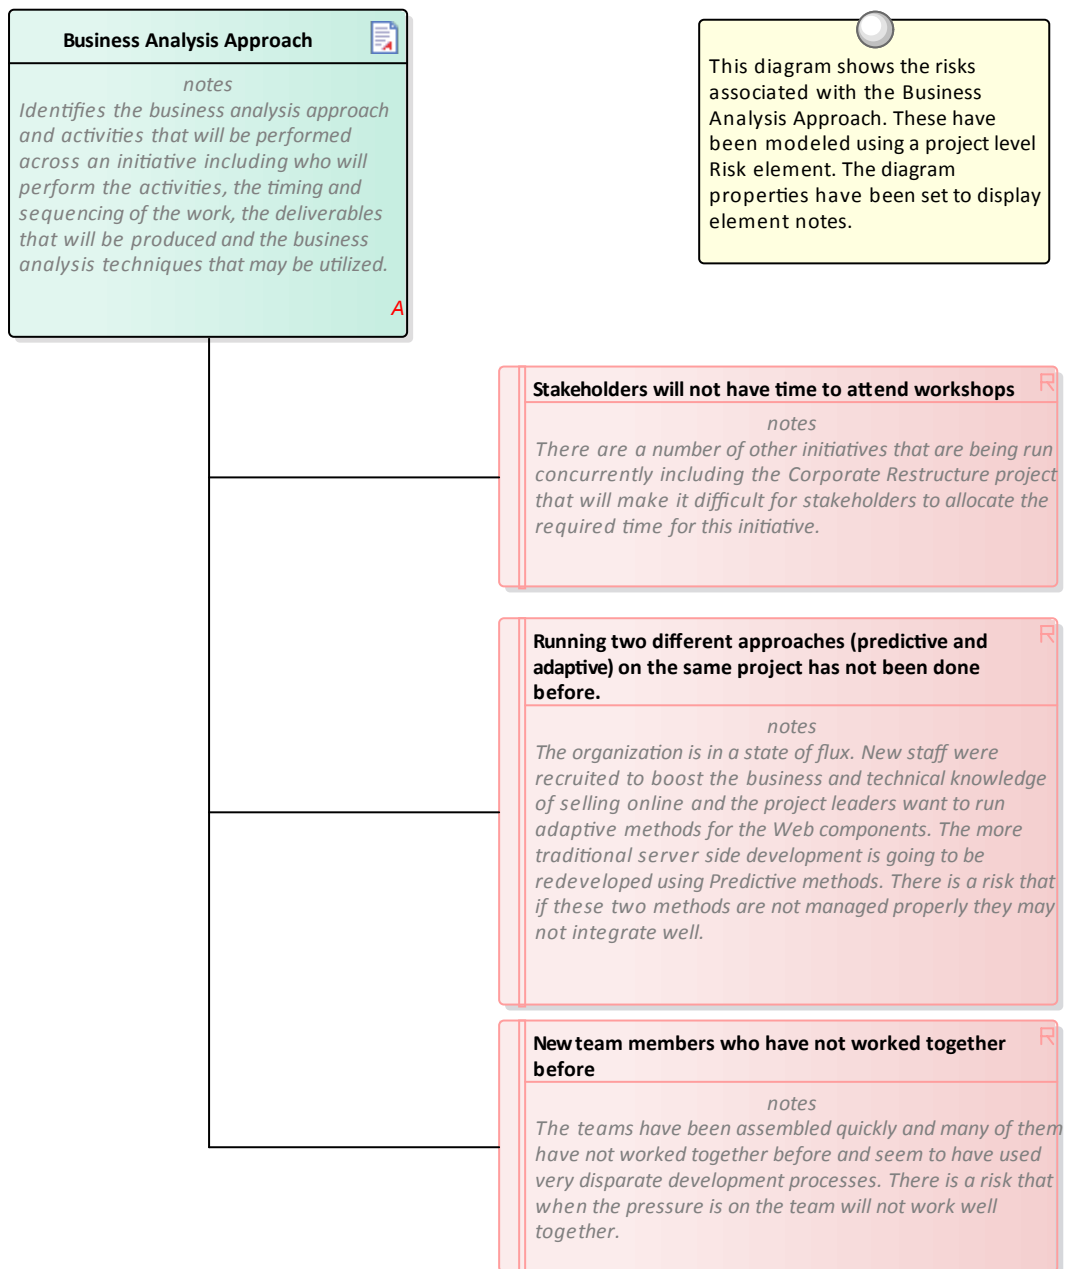 Business Analysis Approach
notes
Identifies the business analysis approach
and activities that will be performed
across an initiative including who will
perform the activities, the timing and
sequencing of the work, the deliverables
that will be produced and the business
analysis techniques that may be utilized.
A
This diagram shows the risks
associated with the Business
Analysis Approach. These have
been modeled using a project level
Risk element. The diagram
properties have been set to display
element notes.
Stakeholders will not have time to attend workshops
R
notes
There are a number of other initiatives that are being run
concurrently including the Corporate Restructure project
that will make it difficult for stakeholders to allocate the
required time for this initiative.
Running two different approaches (predictive and
R
adaptive) on the same project has not been done
before.
notes
The organization is in a state of flux. New staff were
recruited to boost the business and technical knowledge
of selling online and the project leaders want to run
adaptive methods for the Web components. The more
traditional server side development is going to be
redeveloped using Predictive methods. There is a risk that
if these two methods are not managed properly they may
not integrate well.
New team members who have not worked together
R
before
notes
The teams have been assembled quickly and many of them
have not worked together before and seem to have used
very disparate development processes. There is a risk that
when the pressure is on the team will not work well
together.